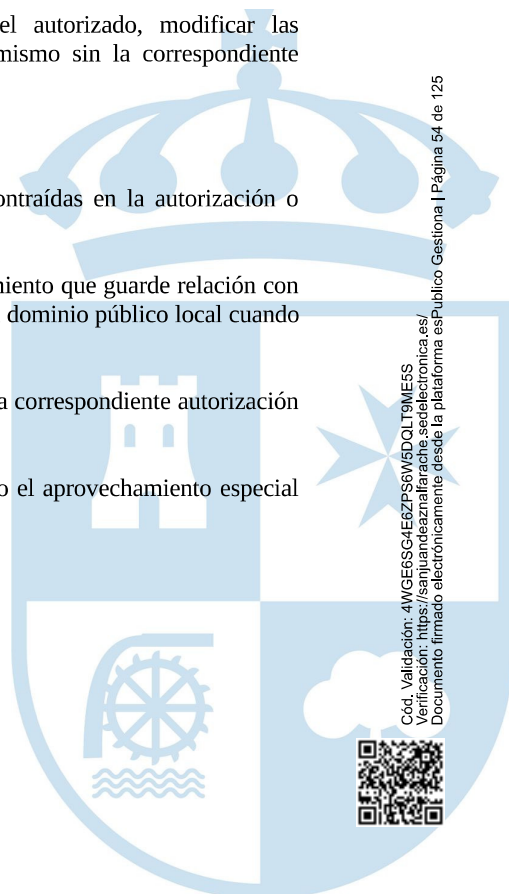 el autorizado, modificar las
mismo sin la correspondiente
ontraídas en la autorización o
miento que guarde relación con
dominio público local cuando
a correspondiente autorización
o el aprovechamiento especial
Cód. Validación: 4WGE6SG4E6ZPS6W5DQLT9ME5S
Verificación: https://sanjuandeaznalfarache.sedelectronica.es/
Documento firmado electrónicamente desde la plataforma esPublico Gestiona | Página 54 de 125